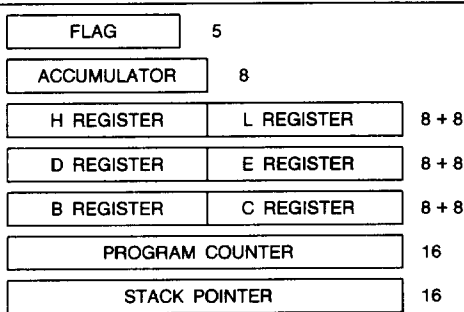 FLAG 5
ACCUMULATOR 8
H REGISTER L REGISTER 8 + 8
D REGISTER E REGISTER 8 + 8
B REGISTER C REGISTER 8 + 8
PROGRAM COUNTER 16
STACK POINTER 16